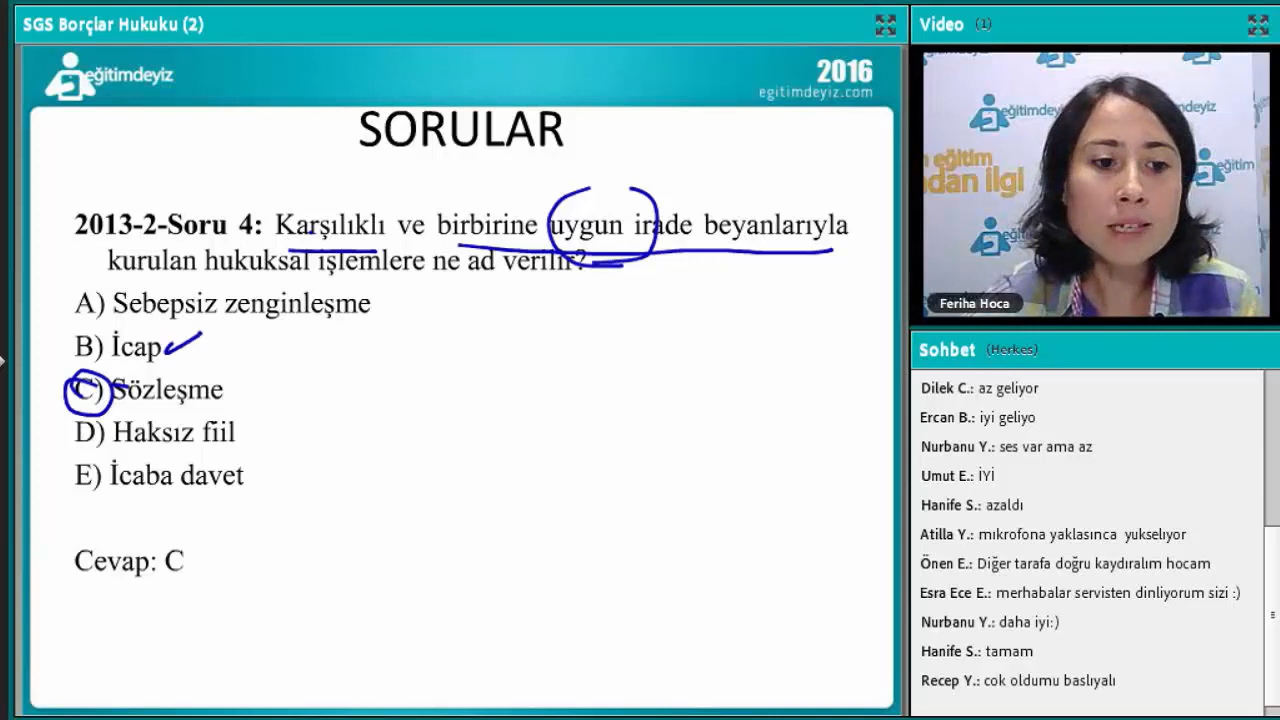 SGS Borçlar Hukuku (2)
eğitimdeyiz
2016
egitimdeyiz.com
SORULAR
2013-2-Soru 4: Karşılıklı ve birbirine uygun irade beyanlarıyla
kurulan hukuksal işlemlere ne ad verilir?
A) Sebepsiz zenginleşme
B) İcap
C) Sözleşme
D) Haksız fiil
E) İcaba davet
Cevap: C
Video (1)
eğitimdeyiz
eğitim
Feriha Hoca
Sohbet (Herkes)
Dilek C.: az geliyor
Ercan B.: iyi geliyo
Nurbanu Y.: ses var ama az
Umut E.: İYİ
Hanife S.: azaldı
Atilla Y.: mıkrofona yaklasınca yukselıyor
Önen E.: Diğer tarafa doğru kaydıralım hocam
Esra Ece E.: merhabalar servisten dinliyorum sizi :)
Nurbanu Y.: daha iyi:)
Hanife S.: tamam
Recep Y.: cok oldumu baslıyalı